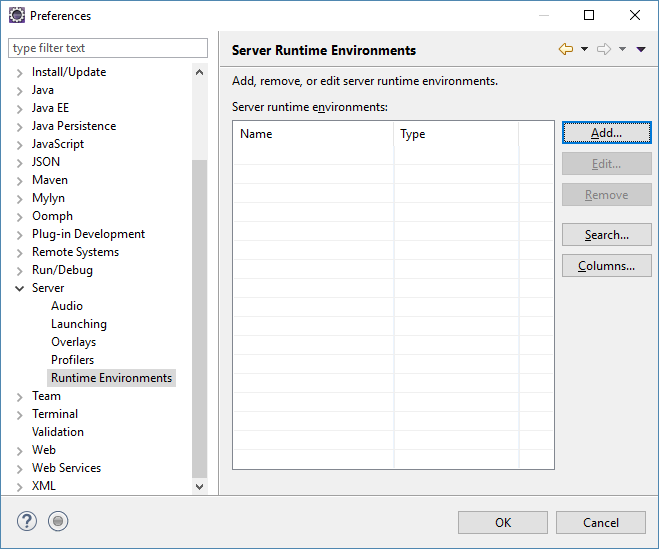 Preferences
type filter text
Install/Update
Java
Java EE
Java Persistence
JavaScript
JSON
Maven
Mylyn
Oomph
Plug-in Development
Remote Systems
Run/Debug
Server
Audio
Launching
Overlays
Profilers
Runtime Environments
Team
Terminal
Validation
Web
Web Services
XML
Server Runtime Environments
Add, remove, or edit server runtime environments.
Server runtime environments:
Name Type
Add...
Edit...
Remove
Search...
Columns...
?
OK Cancel